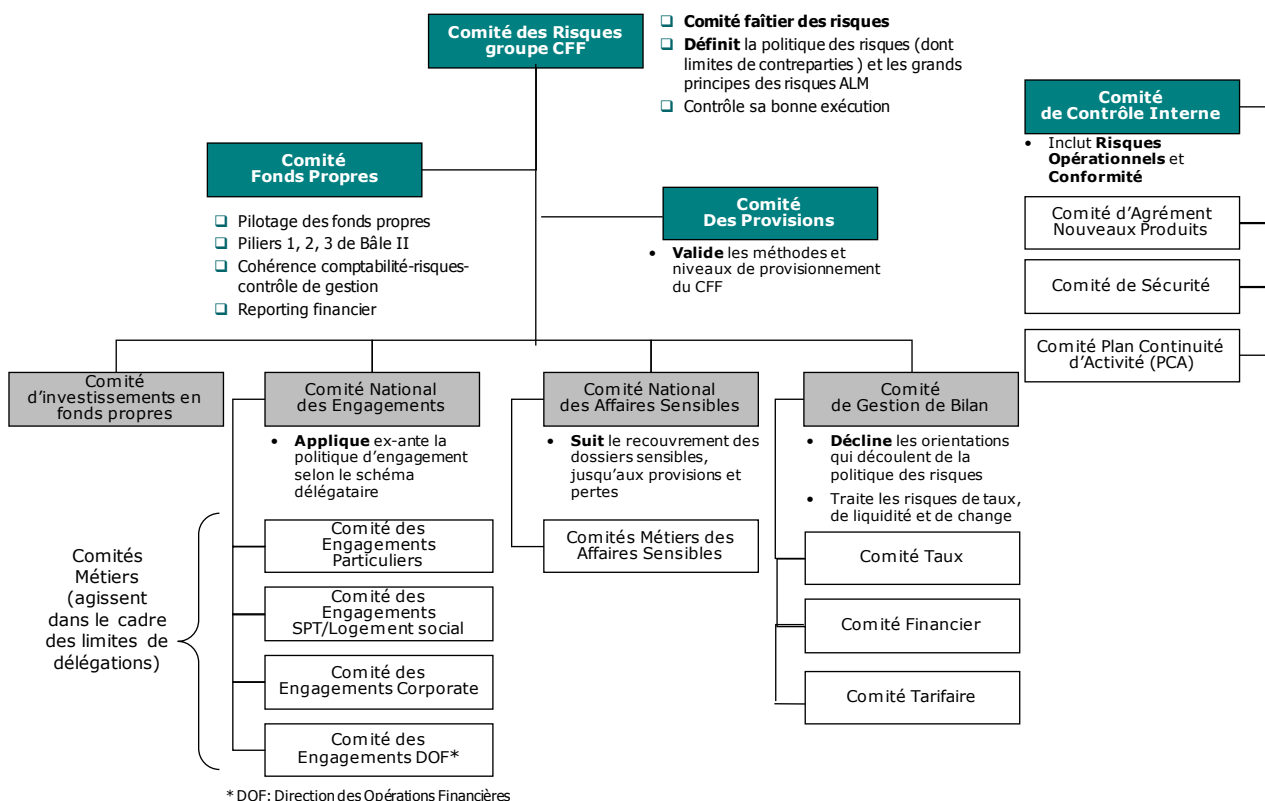 Comité des Risques
groupe CFF
❑ Comité faîtier des risques
❑ Définit la politique des risques (dont
limites de contreparties ) et les grands
principes des risques ALM
❑ Contrôle sa bonne exécution
Comité
de Contrôle Interne
• Inclut Risques
Opérationnels et
Conformité
Comité d'Agrément
Nouveaux Produits
Comité de Sécurité
Comité Plan Continuité
d'Activité (PCA)
Comité
Fonds Propres
❑ Pilotage des fonds propres
❑ Piliers 1, 2, 3 de Bâle II
❑ Cohérence comptabilité-risques-
contrôle de gestion
❑ Reporting financier
Comité
Des Provisions
• Valide les méthodes et
niveaux de provisionnement
du CFF
Comité
d'investissements en
fonds propres
Comité National
des Engagements
• Applique ex-ante la
politique d'engagement
selon le schéma
délégataire
Comités
Métiers
(agissent
dans le cadre
des limites de
délégations)
Comité des
Engagements
Particuliers
Comité des
Engagements
SPT/Logement social
Comité des
Engagements Corporate
Comité des
Engagements DOF*
Comité National
des Affaires Sensibles
• Suit le recouvrement des
dossiers sensibles,
jusqu'aux provisions et
pertes
Comités Métiers des
Affaires Sensibles
Comité
de Gestion de Bilan
• Décline les orientations
qui découlent de la
politique des risques
• Traite les risques de taux,
de liquidité et de change
Comité Taux
Comité Financier
Comité Tarifaire
* DOF: Direction des Opérations Financières